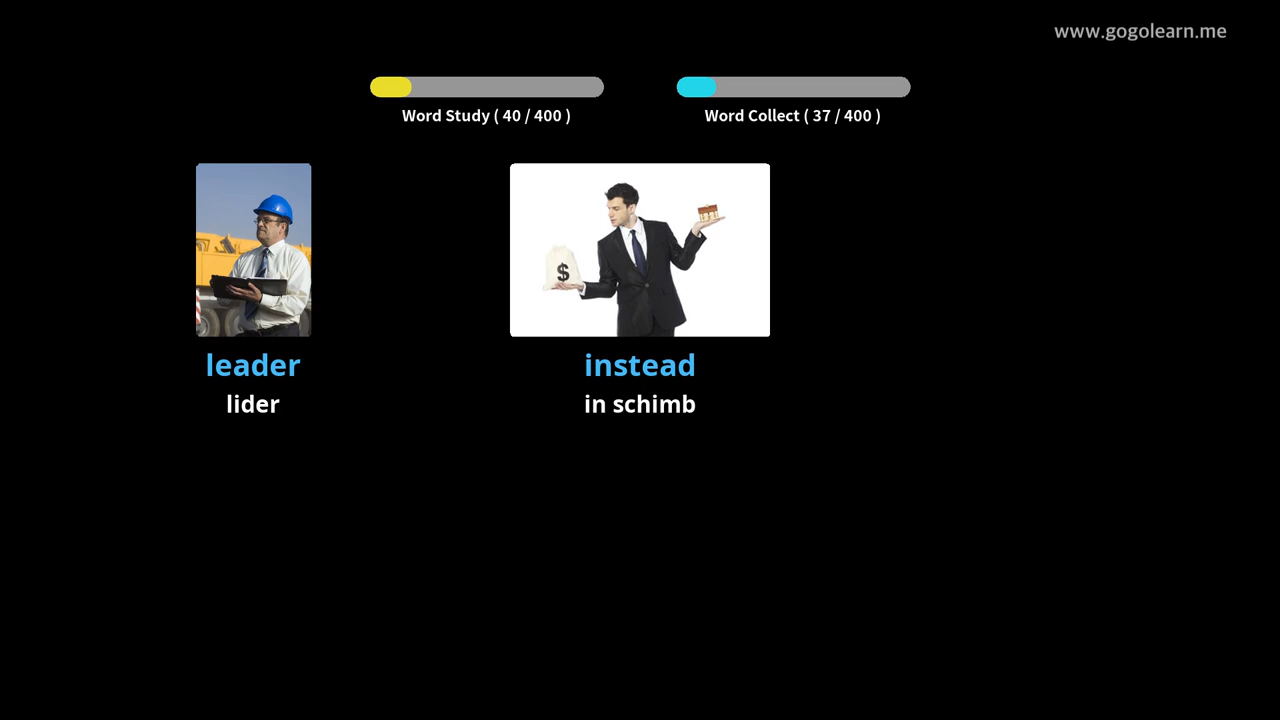 www.gogolearn.me
Word Study ( 40 / 400 )
Word Collect ( 37 / 400 )
$
leader
lider
instead
in schimb